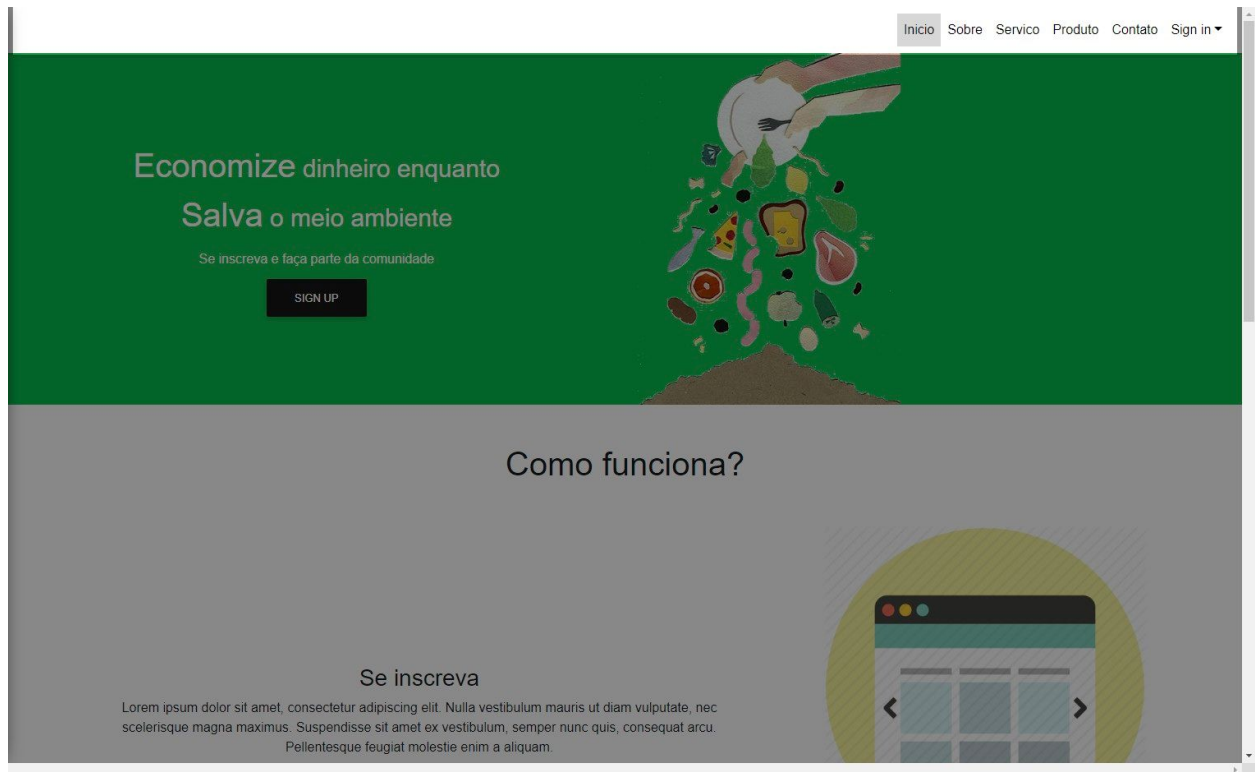 Inicio Sobre Servico Produto Contato Sign in
Economize dinheiro enquanto
Salva o meio ambiente
Se inscreva e faça parte da comunidade
SIGN UP
Como funciona?
Se inscreva
Lorem ipsum dolor sit amet, consectetur adipiscing elit. Nulla vestibulum mauris ut diam vulputate, nec
scelerisque magna maximus. Suspendisse sit amet ex vestibulum, semper nunc quis, consequat arcu.
Pellentesque feugiat molestie enim a aliquam.